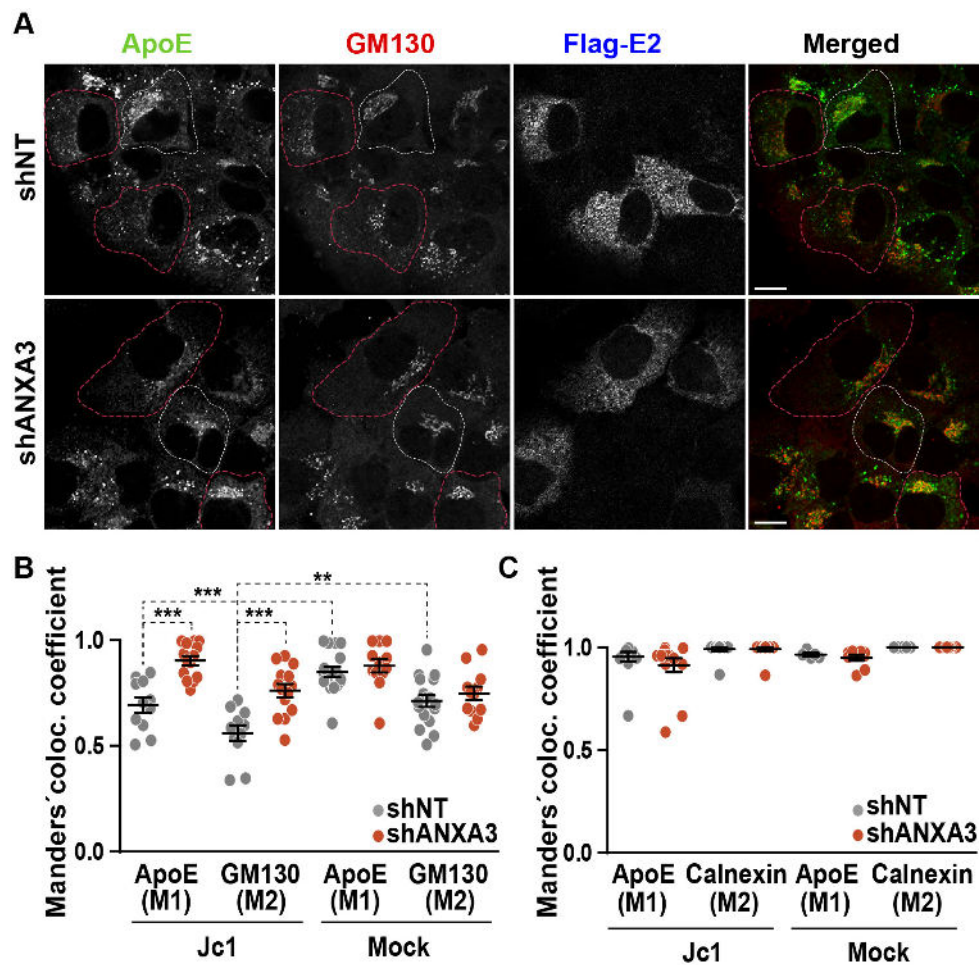 A
ApoE GM130 Flag-E2 Merged
shNT
shANXA3
B
Manders´coloc. coefficient
*** ** *** ***
1.0
0.5
0.0
shNT
shANXA3
ApoE GM130 ApoE GM130
(M1) (M2) (M1) (M2)
Jc1 Mock
C
Manders´coloc. coefficient
1.0
0.5
0.0
shNT
shANXA3
ApoE Calnexin ApoE Calnexin
(M1) (M2) (M1) (M2)
Jc1 Mock